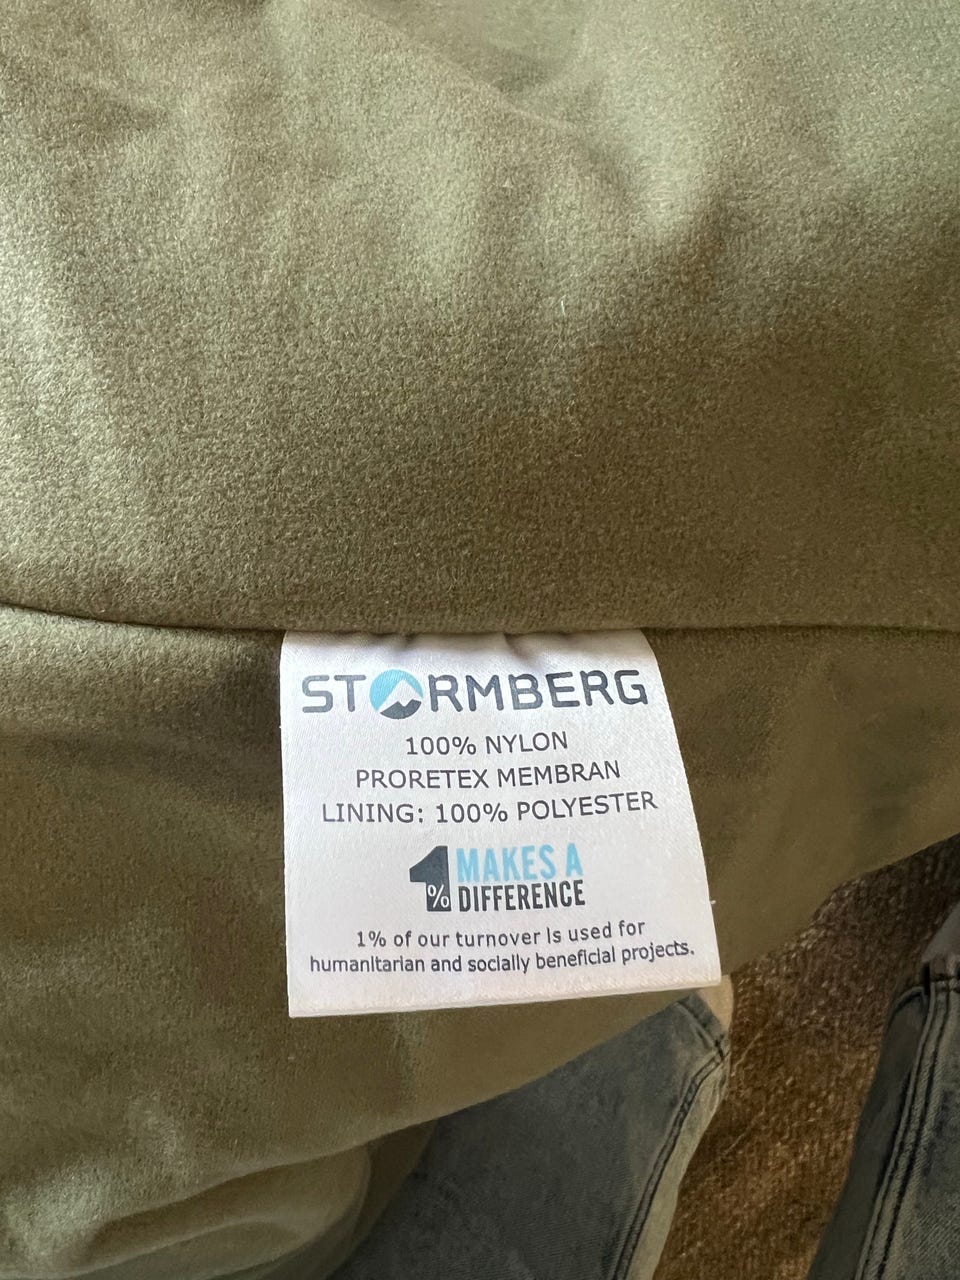 STORMBERG
100% NYLON
PRORETEX MEMBRAN
LINING: 100% POLYESTER
1% MAKES A
DIFFERENCE
1% of our turnover is used for
humanitarian and socially beneficial projects.